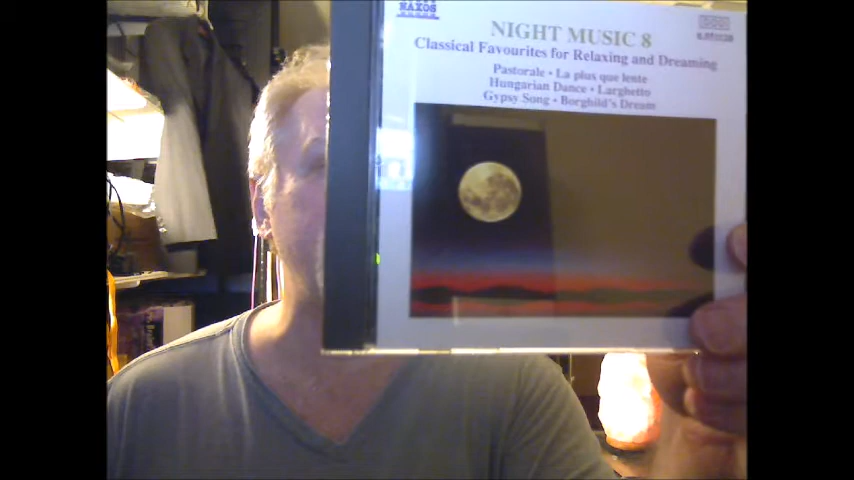 NAXOS
NIGHT MUSIC 8
Classical Favourites for Relaxing and Dreaming
Pastorale • La plus que lente
Hungarian Dance • Larghetto
Gypsy Song • Borghild's Dream